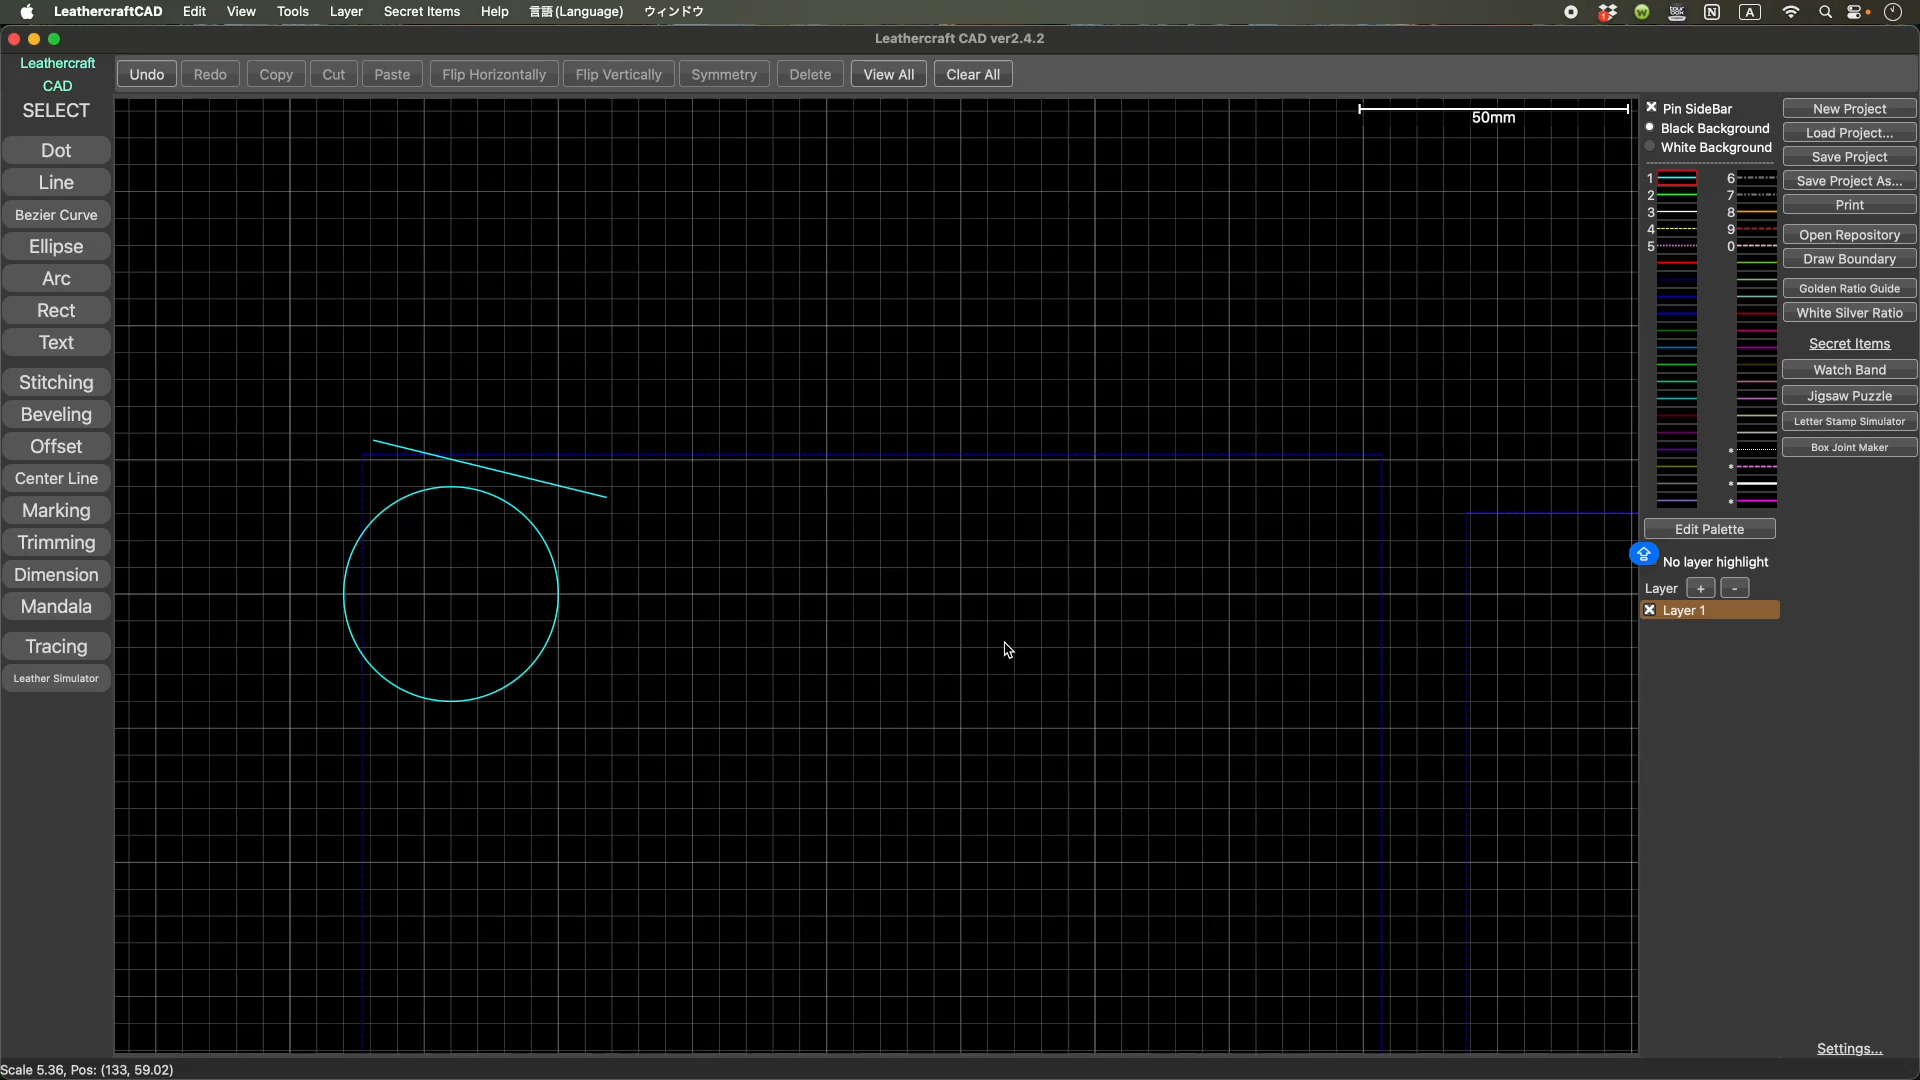 LeathercraftCAD Edit View Tools Layer Secret Items Help 言語(Language) ウィンドウ
Leathercraft CAD ver2.4.2
Leathercraft
CAD
SELECT
Undo Redo Copy Cut Paste Flip Horizontally Flip Vertically Symmetry Delete View All Clear All
Dot
Line
Bezier Curve
Ellipse
Arc
Rect
Text
Stitching
Beveling
Offset
Center Line
Marking
Trimming
Dimension
Mandala
Tracing
Leather Simulator
50mm
Pin SideBar
Black Background
White Background
1 6
2 7
3 8
4 9
5 0
*
*
*
*
Edit Palette
No layer highlight
Layer + -
Layer 1
New Project
Load Project...
Save Project
Save Project As...
Print
Open Repository
Draw Boundary
Golden Ratio Guide
White Silver Ratio
Secret Items
Watch Band
Jigsaw Puzzle
Letter Stamp Simulator
Box Joint Maker
Settings...
Scale 5.36, Pos: (133, 59.02)